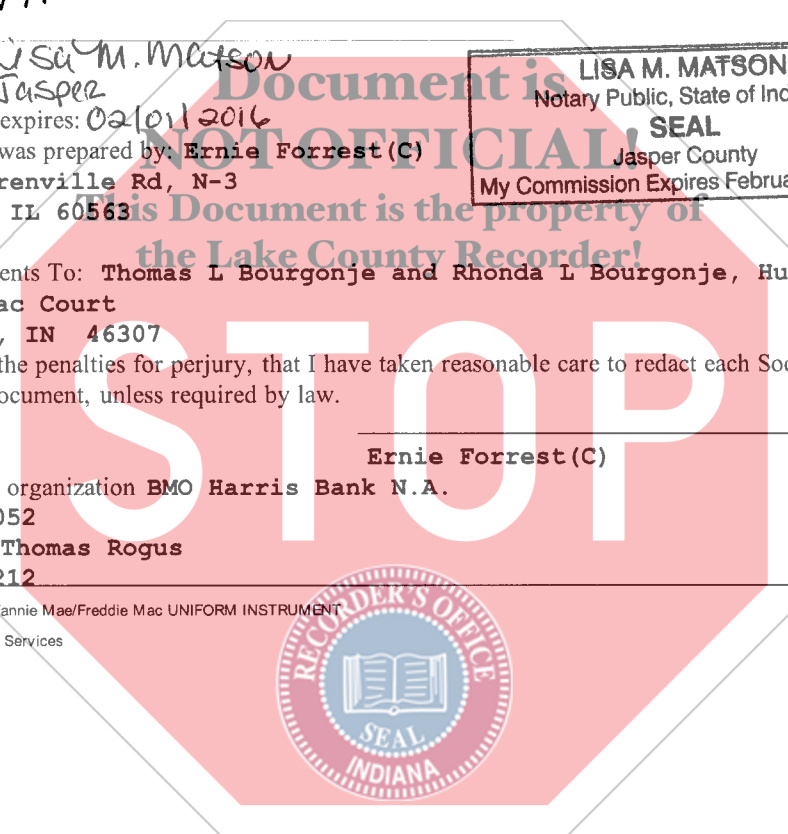 Lisa M. Matson
Jasper
expires: 02/01/2016
was prepared by: Ernie Forrest(C)
renville Rd, N-3
IL 60563
LISA M. MATSON
Notary Public, State of Ind
SEAL
Jasper County
My Commission Expires Februa
Document is
NOT OFFICIAL!
This Document is the property of
the Lake County Recorder!
ents To: Thomas L Bourgonje and Rhonda L Bourgonje, Hu
ac Court
, IN 46307
the penalties for perjury, that I have taken reasonable care to redact each Soc
ocument, unless required by law.
Ernie Forrest(C)
organization BMO Harris Bank N.A.
052
Thomas Rogus
212
annie Mae/Freddie Mac UNIFORM INSTRUMENT
Services
STOP
RECORDER'S OFFICE
SEAL
INDIANA